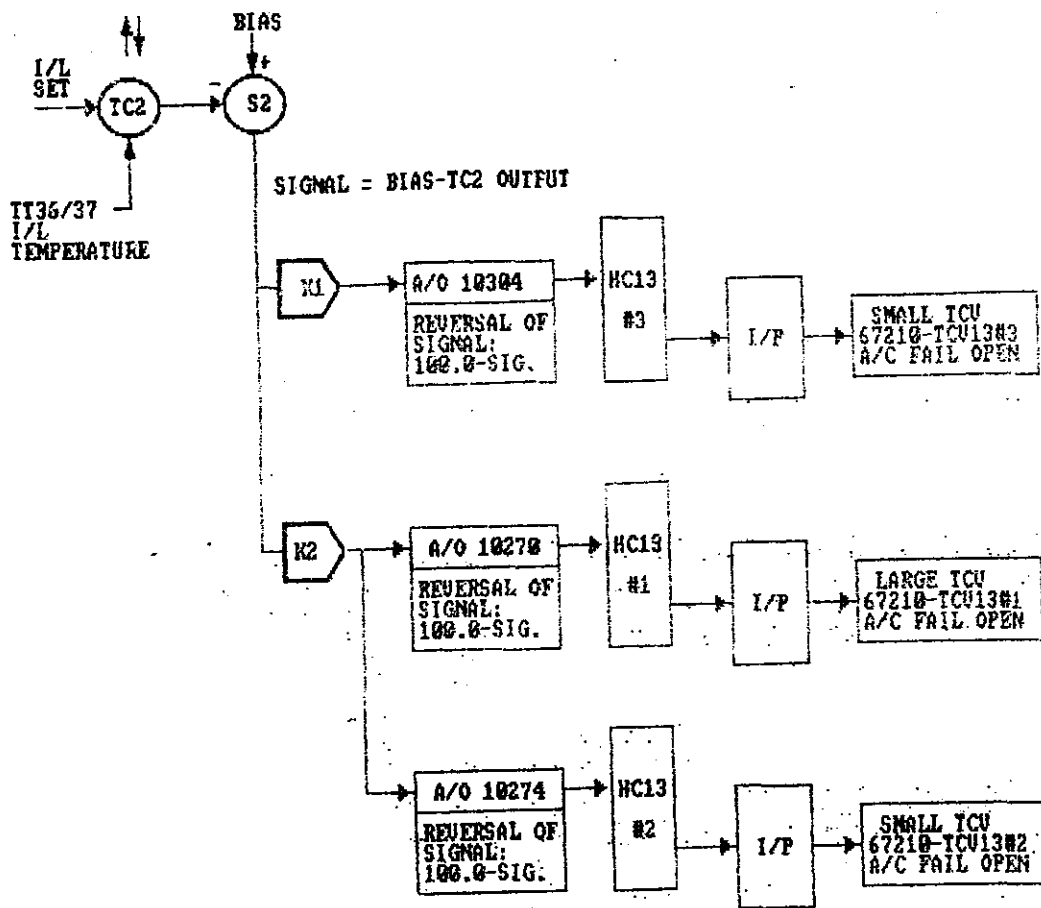 BIAS
I/L
SET
TC2
-
+
S2
SIGNAL = BIAS-TC2 OUTPUT
TT36/37
I/L
TEMPERATURE
A/O 10304
REVERSAL OF
SIGNAL:
100.0-SIG.
HC13
#3
I/P
SMALL TCV
67210-TCV13#3
A/C FAIL OPEN
K2
A/O 10270
REVERSAL OF
SIGNAL:
100.0-SIG.
HC13
#1
I/P
LARGE TCV
67210-TCV13#1
A/C FAIL OPEN
A/O 10274
REVERSAL OF
SIGNAL:
100.0-SIG.
HC13
#2
I/P
SMALL TCV
67210-TCV13#2
A/C FAIL OPEN